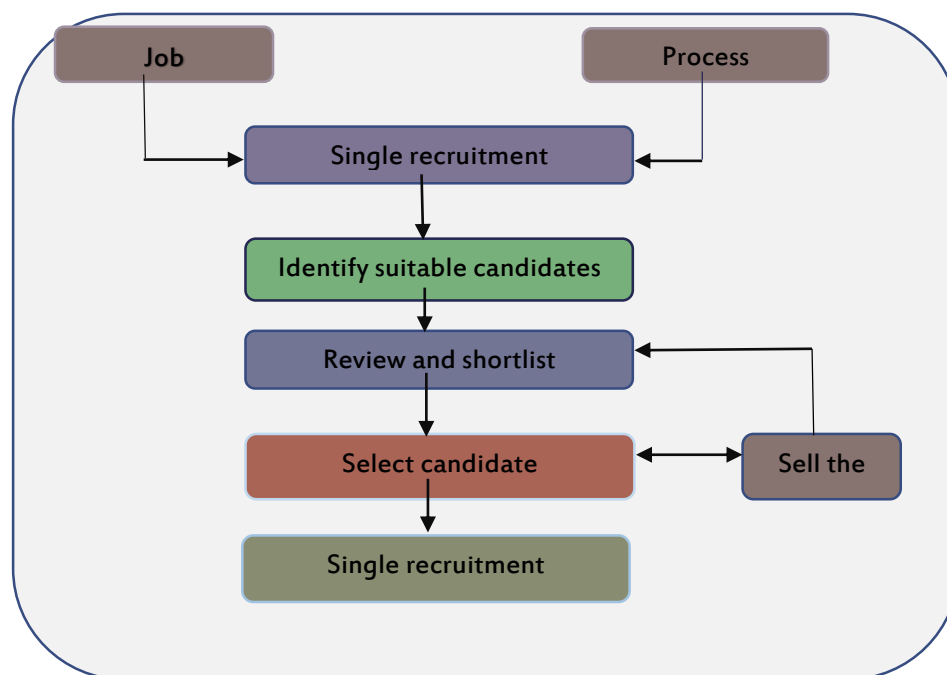 Job
Process
Single recruitment
Identify suitable candidates
Review and shortlist
Select candidate
Sell the
Single recruitment